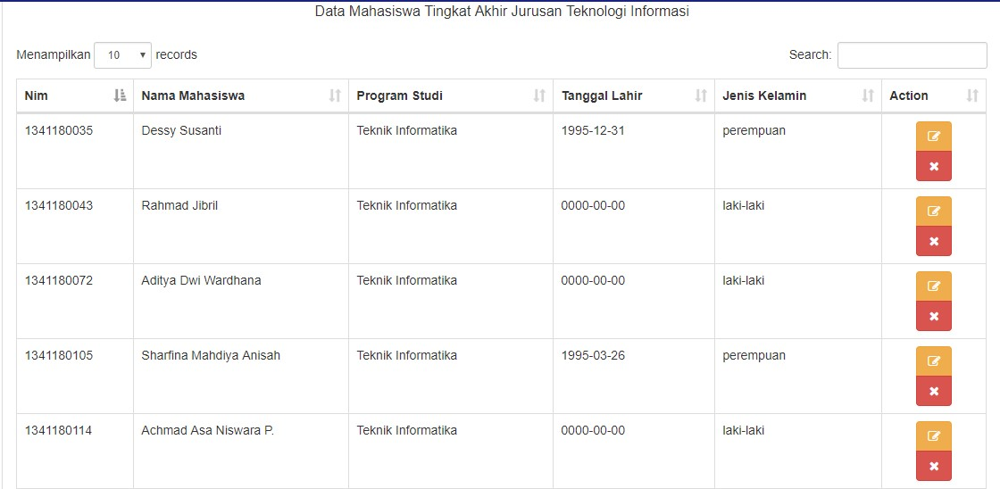 Data Mahasiswa Tingkat Akhir Jurusan Teknologi Informasi
Menampilkan 10 records Search:
Nim Nama Mahasiswa Program Studi Tanggal Lahir Jenis Kelamin Action
1341180035 Dessy Susanti Teknik Informatika 1995-12-31 perempuan
1341180043 Rahmad Jibril Teknik Informatika 0000-00-00 laki-laki
1341180072 Aditya Dwi Wardhana Teknik Informatika 0000-00-00 laki-laki
1341180105 Sharfina Mahdiya Anisah Teknik Informatika 1995-03-26 perempuan
1341180114 Achmad Asa Niswara P. Teknik Informatika 0000-00-00 laki-laki